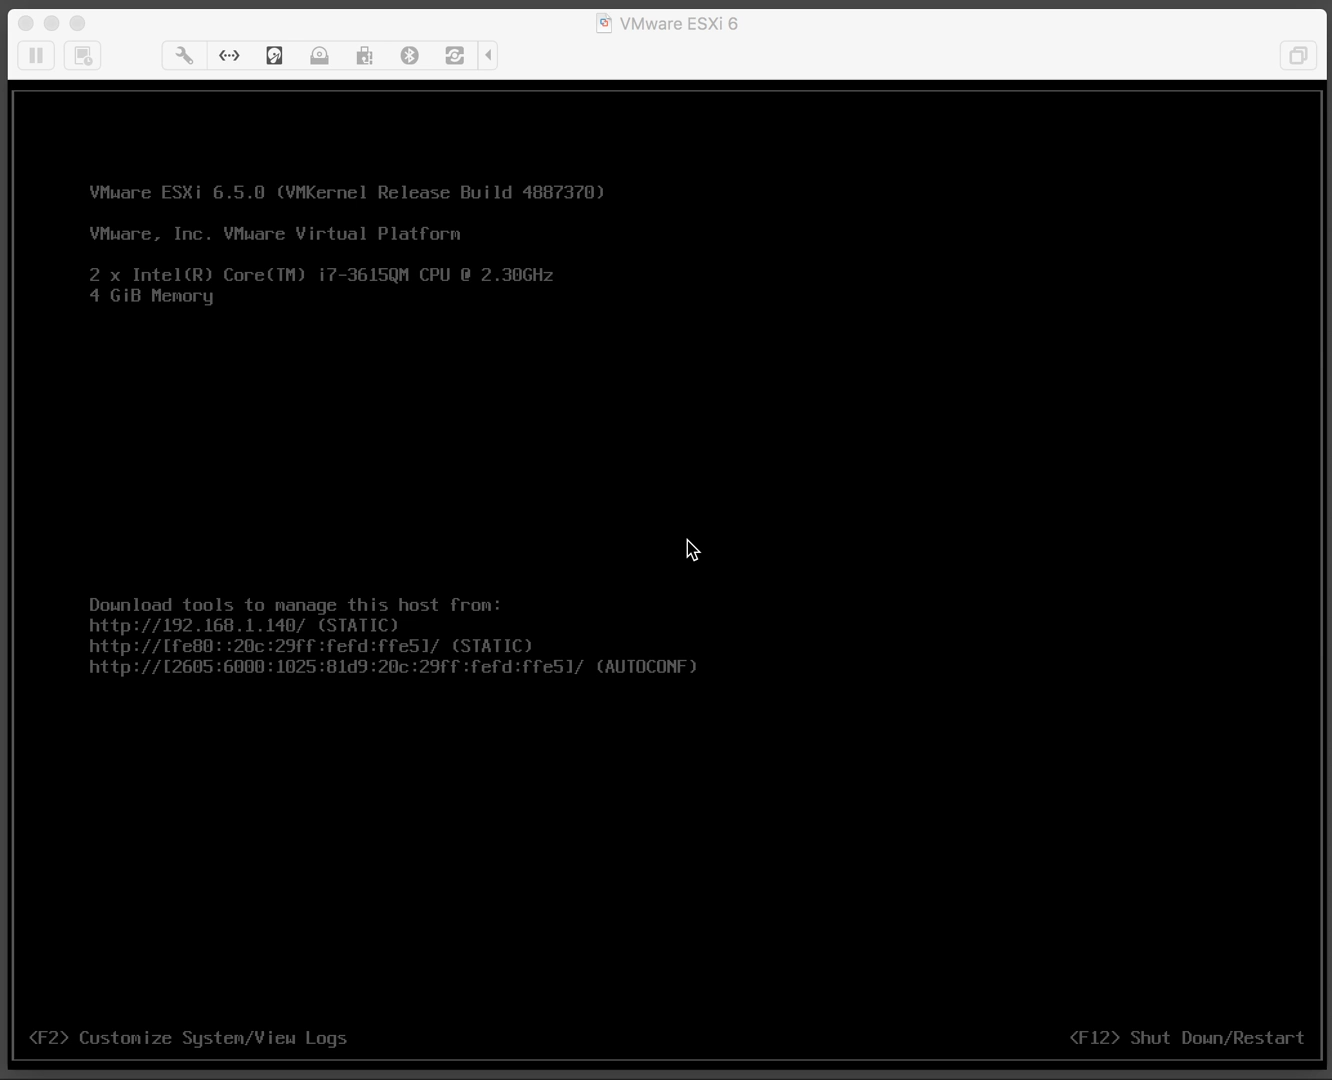 VMware ESXi 6
VMware ESXi 6.5.0 (VMKernel Release Build 4887370)
VMware, Inc. VMware Virtual Platform
2 x Intel(R) Core(TM) i7-3615QM CPU @ 2.30GHz
4 GiB Memory
Download tools to manage this host from:
http://192.168.1.140/ (STATIC)
http://[fe80::20c:29ff:fefd:ffe5]/ (STATIC)
http://[2605:6000:1025:81d9:20c:29ff:fefd:ffe5]/ (AUTOCONF)
<F2> Customize System/View Logs
<F12> Shut Down/Restart